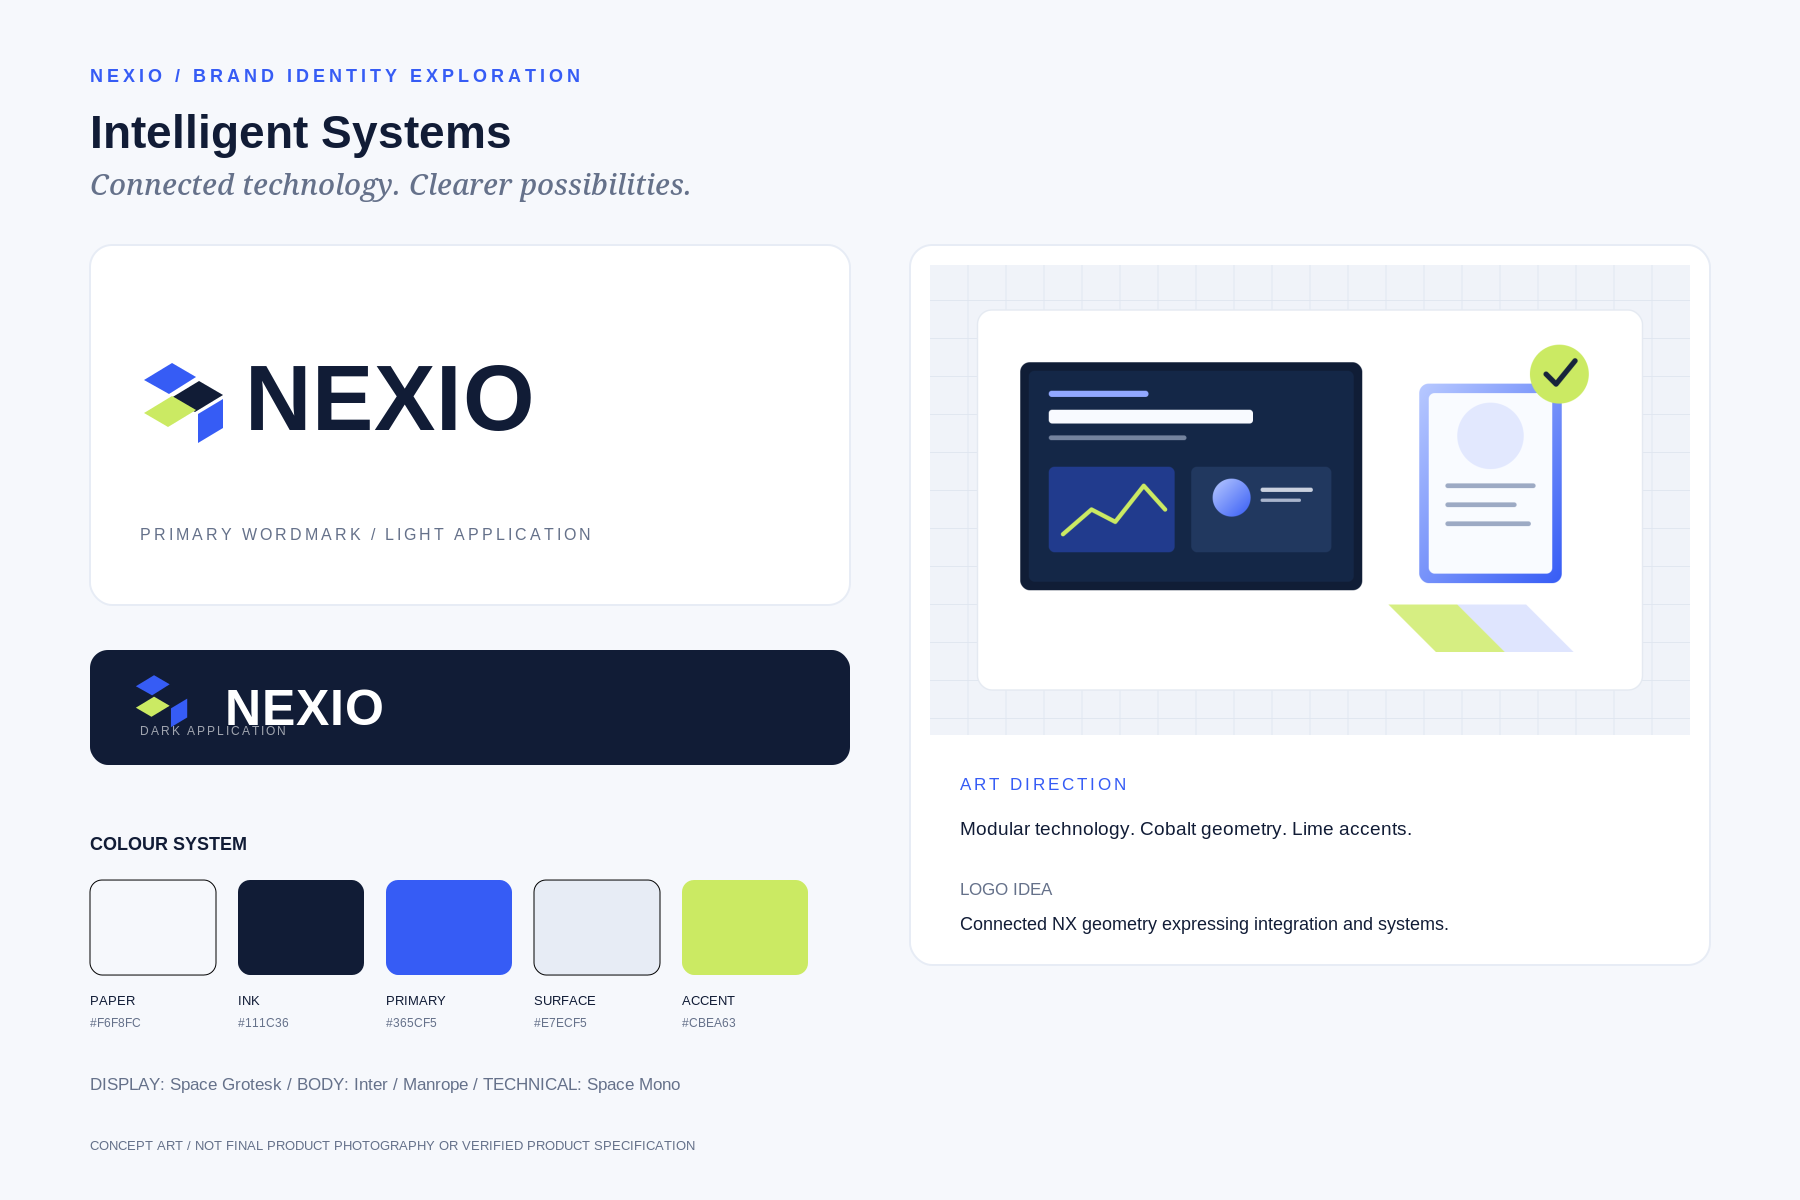 NEXIO / BRAND IDENTITY EXPLORATION
Intelligent Systems
Connected technology. Clearer possibilities.
NEXIO
PRIMARY WORDMARK / LIGHT APPLICATION
NEXIO
DARK APPLICATION
COLOUR SYSTEM
PAPER INK PRIMARY SURFACE ACCENT
#F6F8FC #111C36 #365CF5 #E7ECF5 #CBEA63
DISPLAY: Space Grotesk / BODY: Inter / Manrope / TECHNICAL: Space Mono
CONCEPT ART / NOT FINAL PRODUCT PHOTOGRAPHY OR VERIFIED PRODUCT SPECIFICATION
ART DIRECTION
Modular technology. Cobalt geometry. Lime accents.
LOGO IDEA
Connected NX geometry expressing integration and systems.